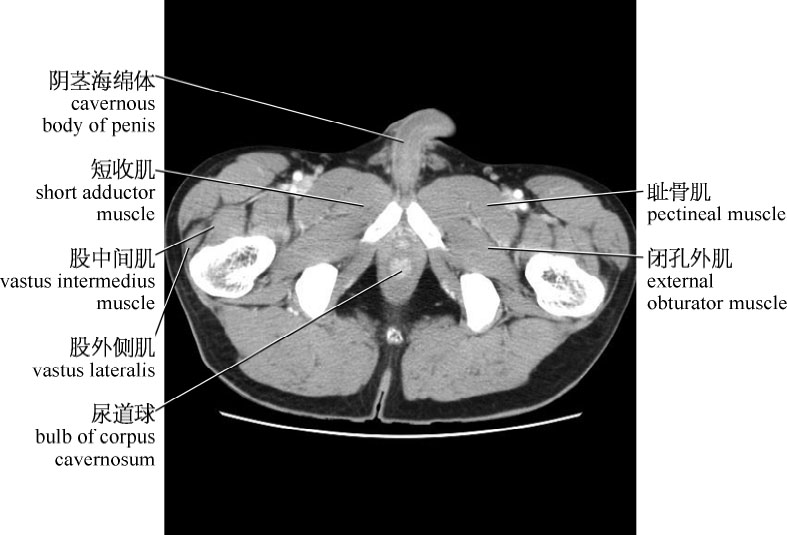 阴茎海绵体
cavernous
body of penis
短收肌
short adductor
muscle
股中间肌
vastus intermedius
muscle
股外侧肌
vastus lateralis
尿道球
bulb of corpus
cavernosum
耻骨肌
pectineal muscle
闭孔外肌
external
obturator muscle